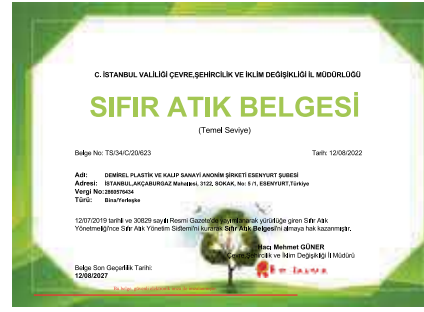 C. İSTANBUL VALİLİĞİ ÇEVRE,ŞEHİRCİLİK VE İKLİM DEĞİŞİKLİĞİ İL MÜDÜRLÜĞÜ
SIFIR ATIK BELGESİ
(Temel Seviye)
Belge No: TS/34/C/20/623
Tarih: 12/08/2022
Adı: DEMİREL PLASTİK VE KALIP SANAYİ ANONİM ŞİRKETİ ESENYURT ŞUBESİ
Adresi: İSTANBUL,AKÇABURGAZ Mahallesi, 3122, SOKAK, No: 5 /1, ESENYURT,Türkiye
Vergi No: 2880576434
Türü: Bina/Yerleşke
12/07/2019 tarihli ve 30829 sayılı Resmi Gazete'de yayımlanarak yürürlüğe giren Sıfır Atık
Yönetmeliği'nce Sıfır Atık Yönetim Sistemi'ni kurarak Sıfır Atık Belgesi'ni almaya hak kazanmıştır.
Hacı Mehmet GÜNER
Çevre,Şehircilik ve İklim Değişikliği İl Müdürü
Belge Son Geçerlilik Tarihi:
12/08/2027